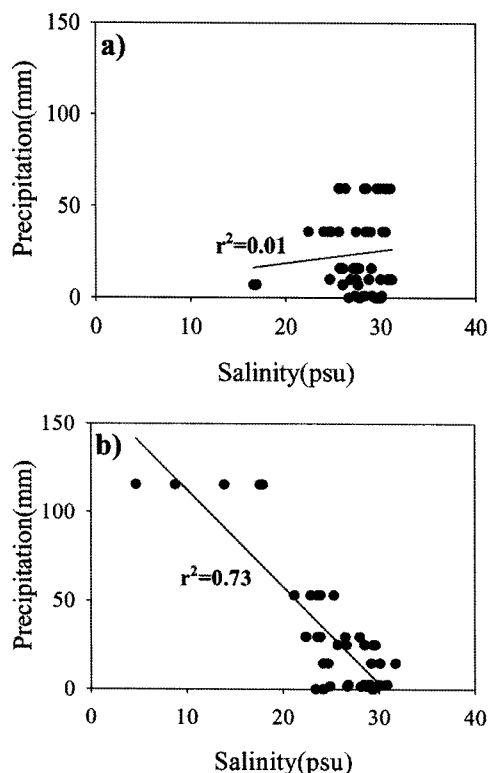 150
a)
100
Precipitation(mm)
50
r²=0.01
0
0 10 20 30 40
Salinity(psu)
150
b)
100
Precipitation(mm)
r²=0.73
50
0
0 10 20 30 40
Salinity(psu)